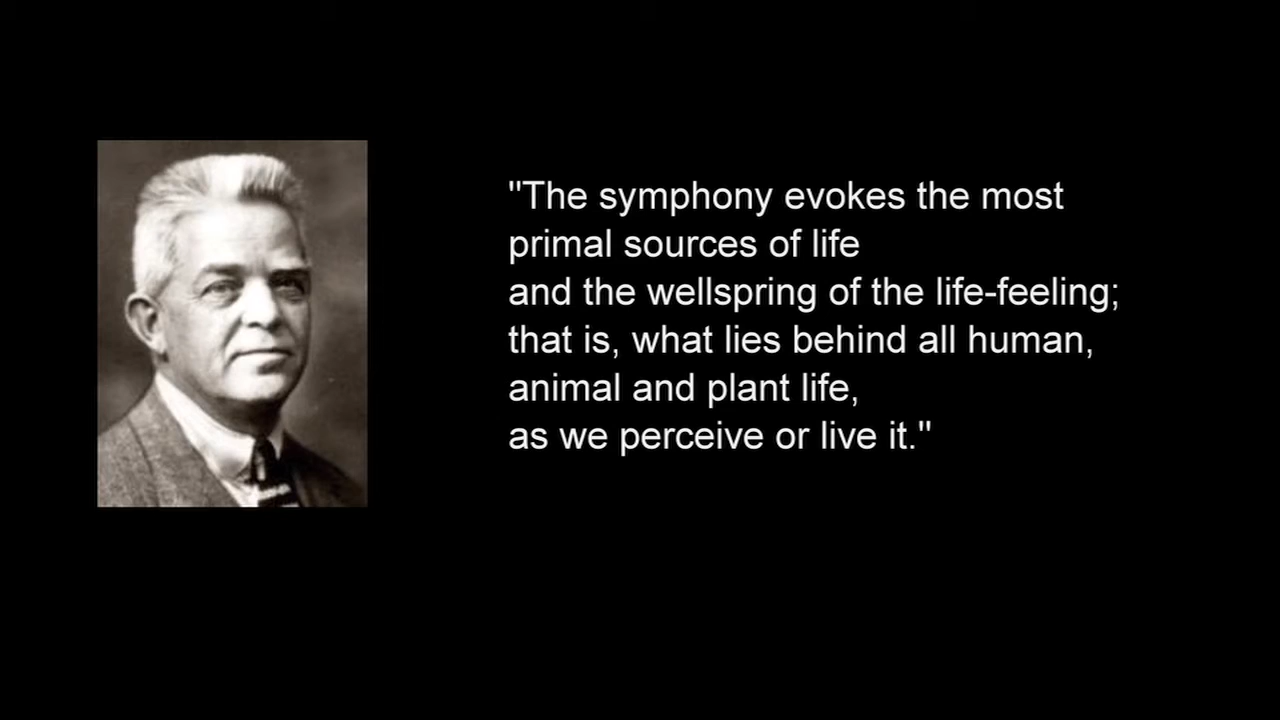 "The symphony evokes the most
primal sources of life
and the wellspring of the life-feeling;
that is, what lies behind all human,
animal and plant life,
as we perceive or live it."